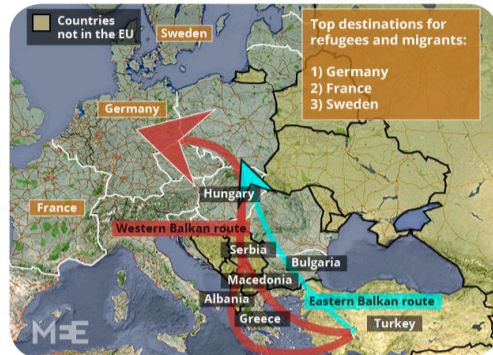 Countries
not in the EU
Sweden
Top destinations for
refugees and migrants:
1) Germany
2) France
3) Sweden
Germany
Hungary
France
Western Balkan route
Serbia
Bulgaria
Macedonia
Albania
Eastern Balkan route
Greece
Turkey
MEE